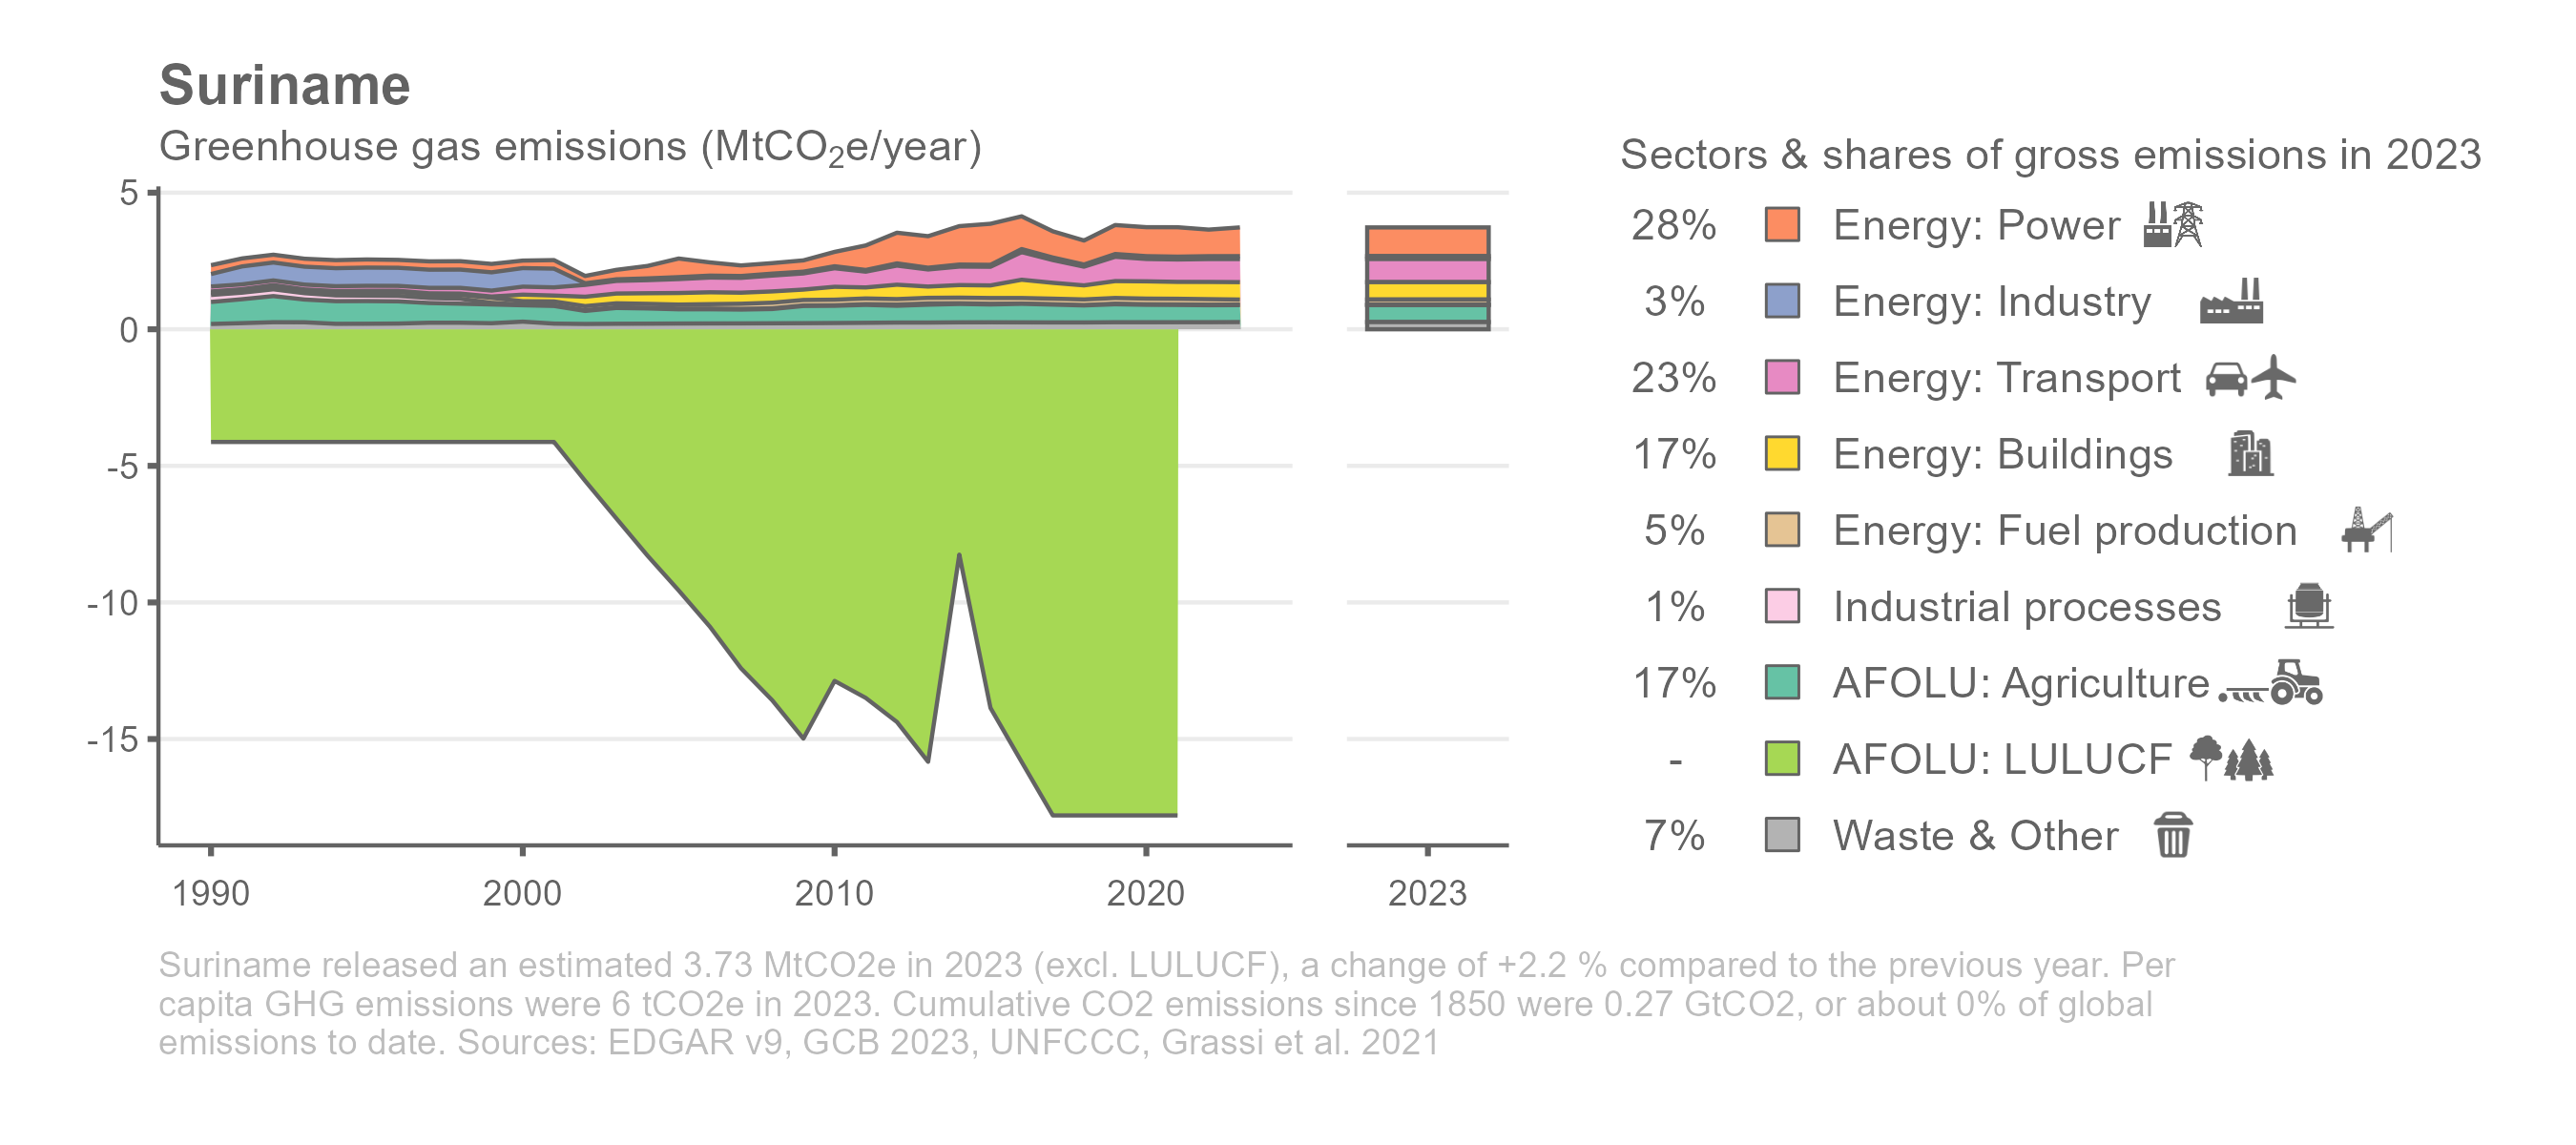 Suriname
Greenhouse gas emissions (MtCO₂e/year)
5
0
-5
-10
-15
1990
2000
2010
2020
2023
Sectors & shares of gross emissions in 2023
28% Energy: Power
3% Energy: Industry
23% Energy: Transport
17% Energy: Buildings
5% Energy: Fuel production
1% Industrial processes
17% AFOLU: Agriculture
- AFOLU: LULUCF
7% Waste & Other
Suriname released an estimated 3.73 MtCO2e in 2023 (excl. LULUCF), a change of +2.2 % compared to the previous year. Per
capita GHG emissions were 6 tCO2e in 2023. Cumulative CO2 emissions since 1850 were 0.27 GtCO2, or about 0% of global
emissions to date. Sources: EDGAR v9, GCB 2023, UNFCCC, Grassi et al. 2021